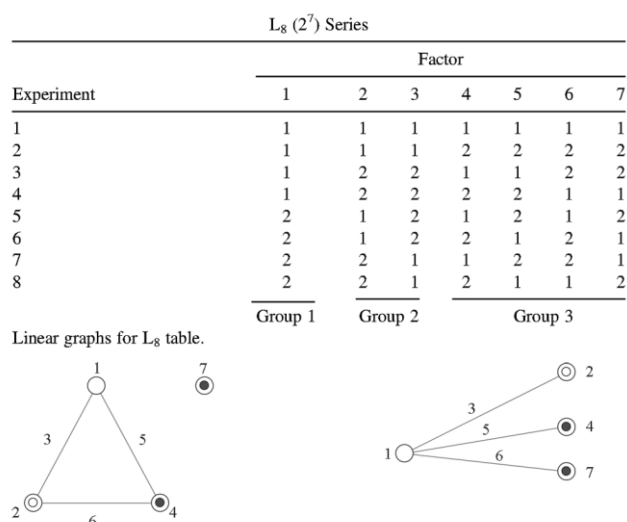 L₈ (2⁷) Series
Factor
Experiment 1 2 3 4 5 6 7
1 1 1 1 1 1 1 1
2 1 1 1 2 2 2 2
3 1 2 2 1 1 2 2
4 1 2 2 2 2 1 1
5 2 1 2 1 2 1 2
6 2 1 2 2 1 2 1
7 2 2 1 1 2 2 1
8 2 2 1 2 1 1 2
Group 1 Group 2 Group 3
Linear graphs for L₈ table.
1 7
3 5
2 6 4
2
3
5 4
1 6
7